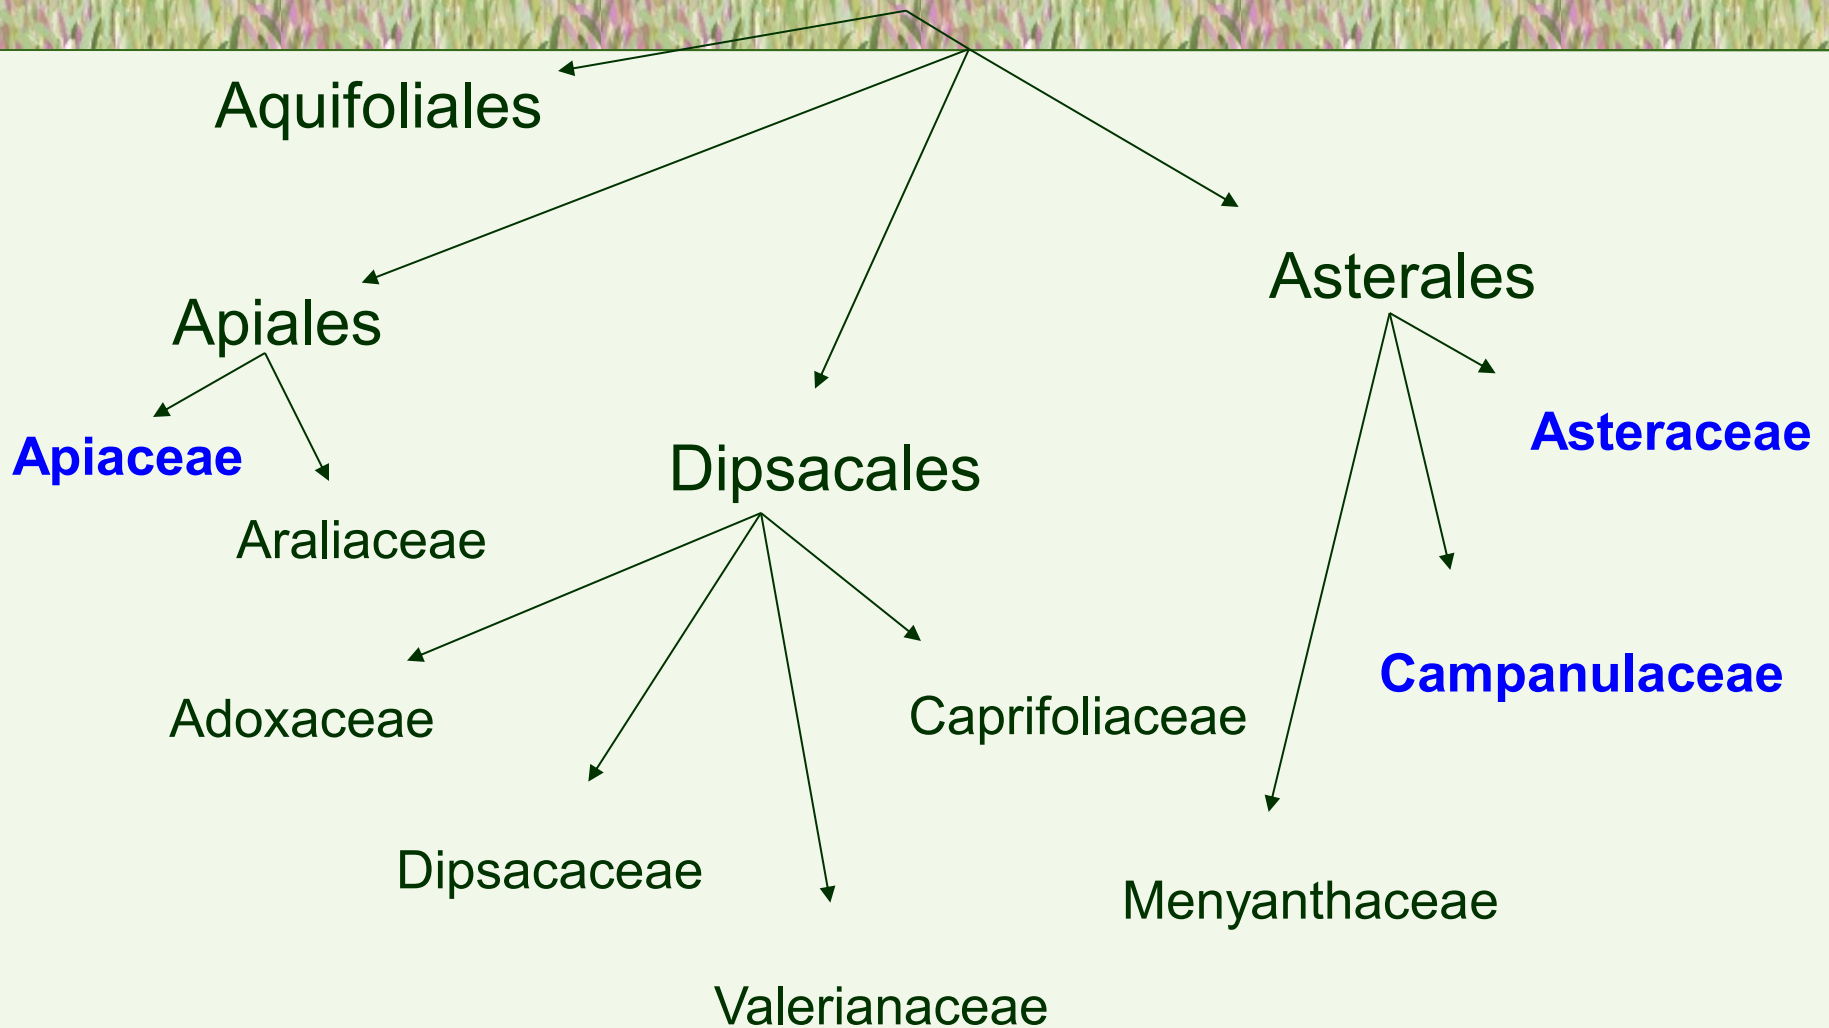 Aquifoliales
Asterales
Apiales
Asteraceae
Apiaceae
Dipsacales
Araliaceae
Campanulaceae
Adoxaceae
Caprifoliaceae
Dipsacaceae
Menyanthaceae
Valerianaceae